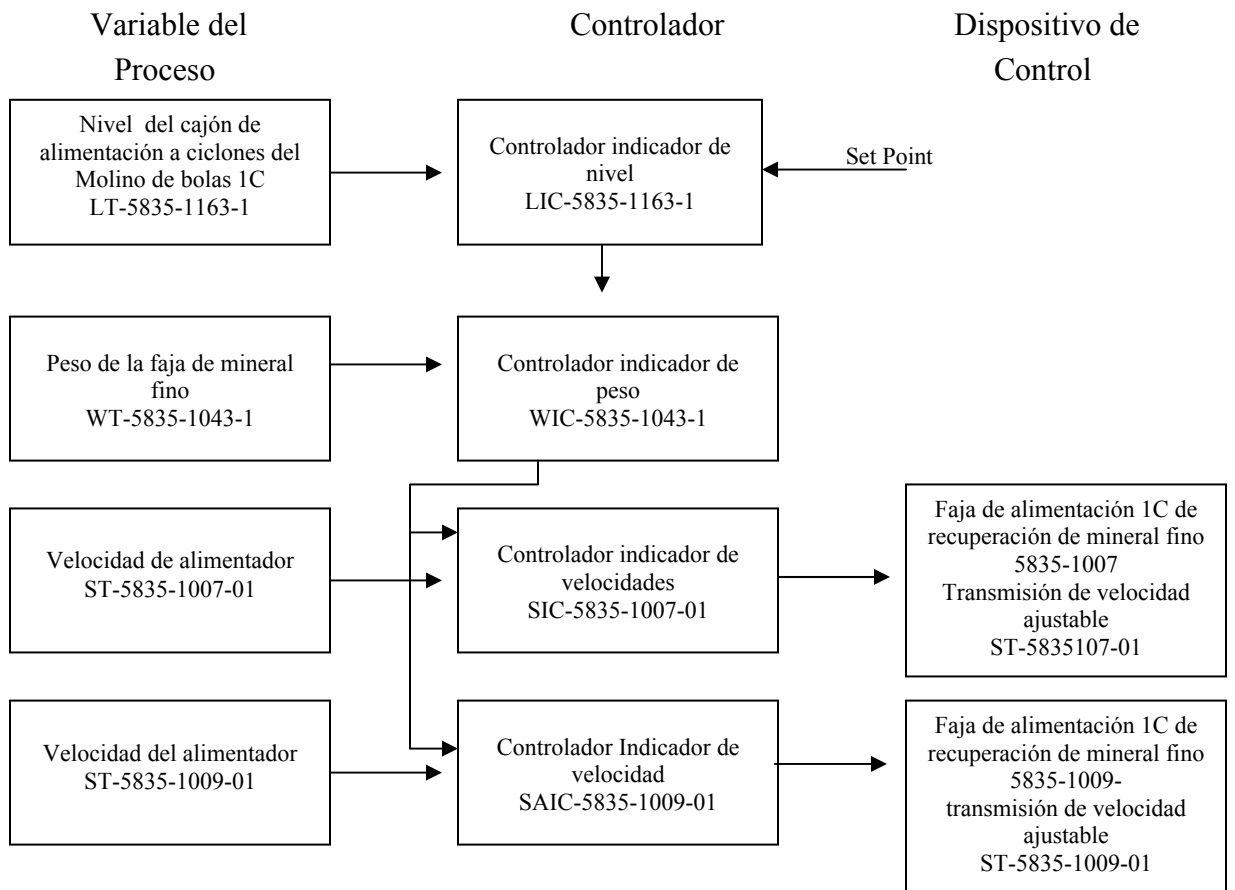 Variable del
Proceso
Controlador
Dispositivo de
Control
Nivel del cajón de
alimentación a ciclones del
Molino de bolas 1C
LT-5835-1163-1
Controlador indicador de
nivel
LIC-5835-1163-1
Set Point
Peso de la faja de mineral
fino
WT-5835-1043-1
Controlador indicador de
peso
WIC-5835-1043-1
Velocidad de alimentador
ST-5835-1007-01
Controlador indicador de
velocidades
SIC-5835-1007-01
Faja de alimentación 1C de
recuperación de mineral fino
5835-1007
Transmisión de velocidad
ajustable
ST-5835107-01
Velocidad del alimentador
ST-5835-1009-01
Controlador Indicador de
velocidad
SAIC-5835-1009-01
Faja de alimentación 1C de
recuperación de mineral fino
5835-1009-
transmisión de velocidad
ajustable
ST-5835-1009-01